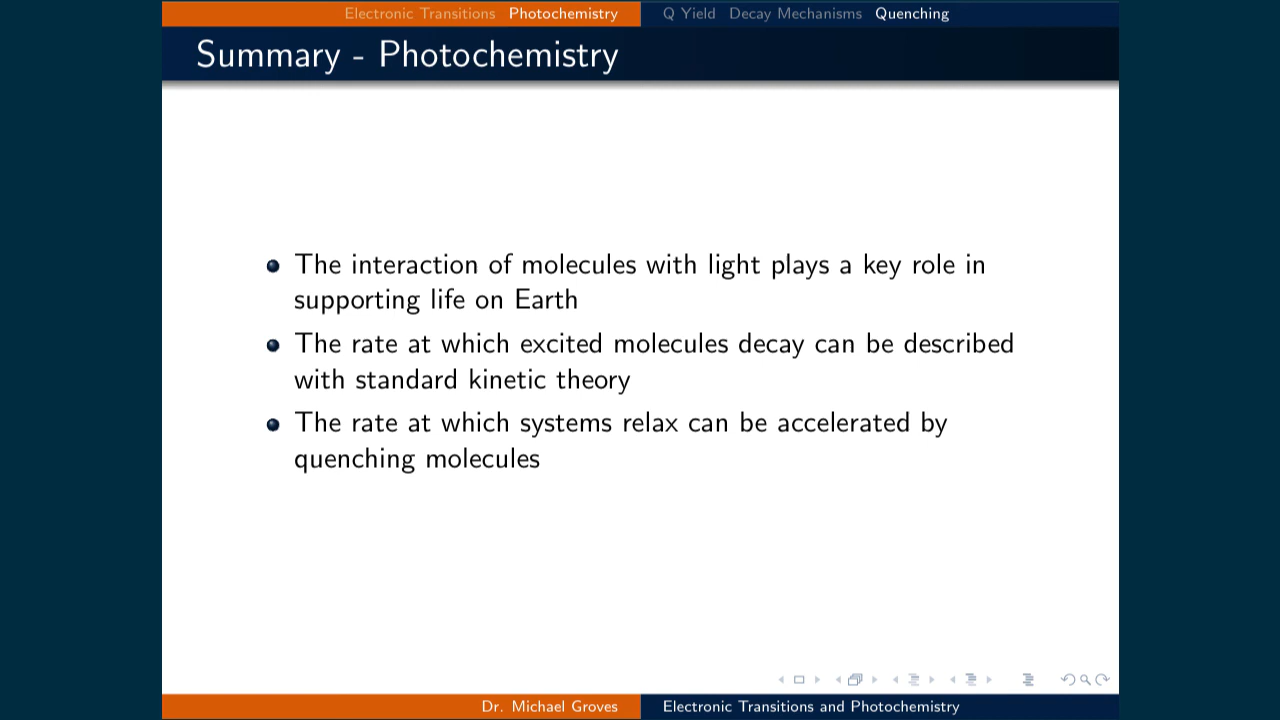 Electronic Transitions Photochemistry Q Yield Decay Mechanisms Quenching
Summary - Photochemistry
The interaction of molecules with light plays a key role in
supporting life on Earth
The rate at which excited molecules decay can be described
with standard kinetic theory
The rate at which systems relax can be accelerated by
quenching molecules
Dr. Michael Groves Electronic Transitions and Photochemistry